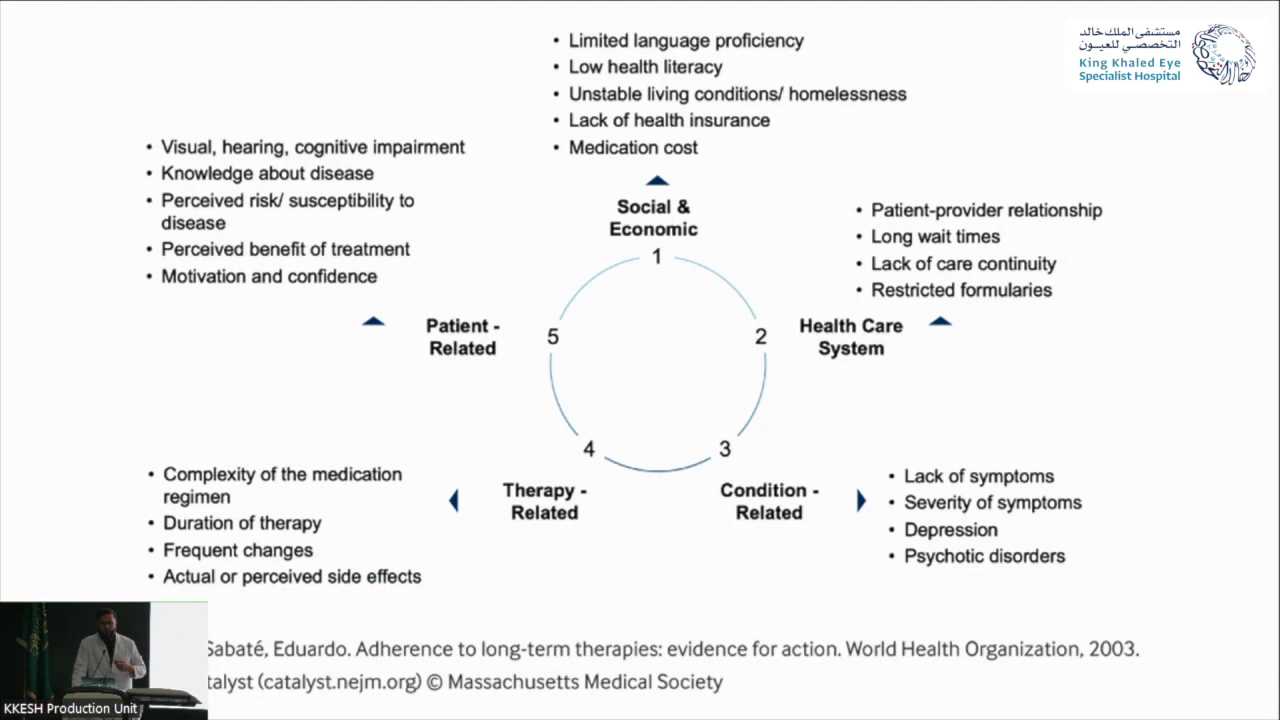 مستشفى الملك خالد
التخصصي للعيون
King Khaled Eye
Specialist Hospital
• Limited language proficiency
• Low health literacy
• Unstable living conditions/ homelessness
• Lack of health insurance
• Medication cost
Social &
Economic
1
• Patient-provider relationship
• Long wait times
• Lack of care continuity
• Restricted formularies
2
Health Care
System
3
Condition -
Related
• Lack of symptoms
• Severity of symptoms
• Depression
• Psychotic disorders
4
Therapy -
Related
• Complexity of the medication
regimen
• Duration of therapy
• Frequent changes
• Actual or perceived side effects
5
Patient -
Related
• Visual, hearing, cognitive impairment
• Knowledge about disease
• Perceived risk/ susceptibility to
disease
• Perceived benefit of treatment
• Motivation and confidence
Sabaté, Eduardo. Adherence to long-term therapies: evidence for action. World Health Organization, 2003.
talyst (catalyst.nejm.org) © Massachusetts Medical Society
KKESH Production Unit